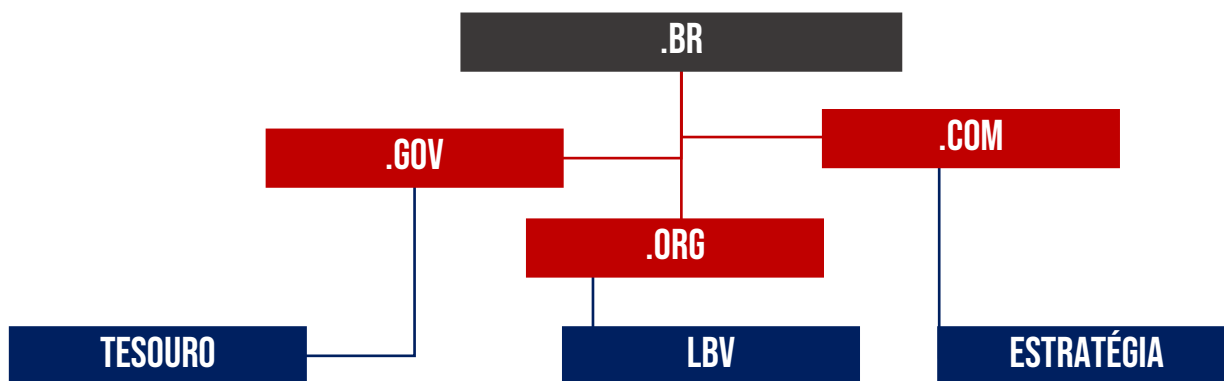 .BR
.GOV
.COM
.ORG
TESOURO
LBV
ESTRATÉGIA